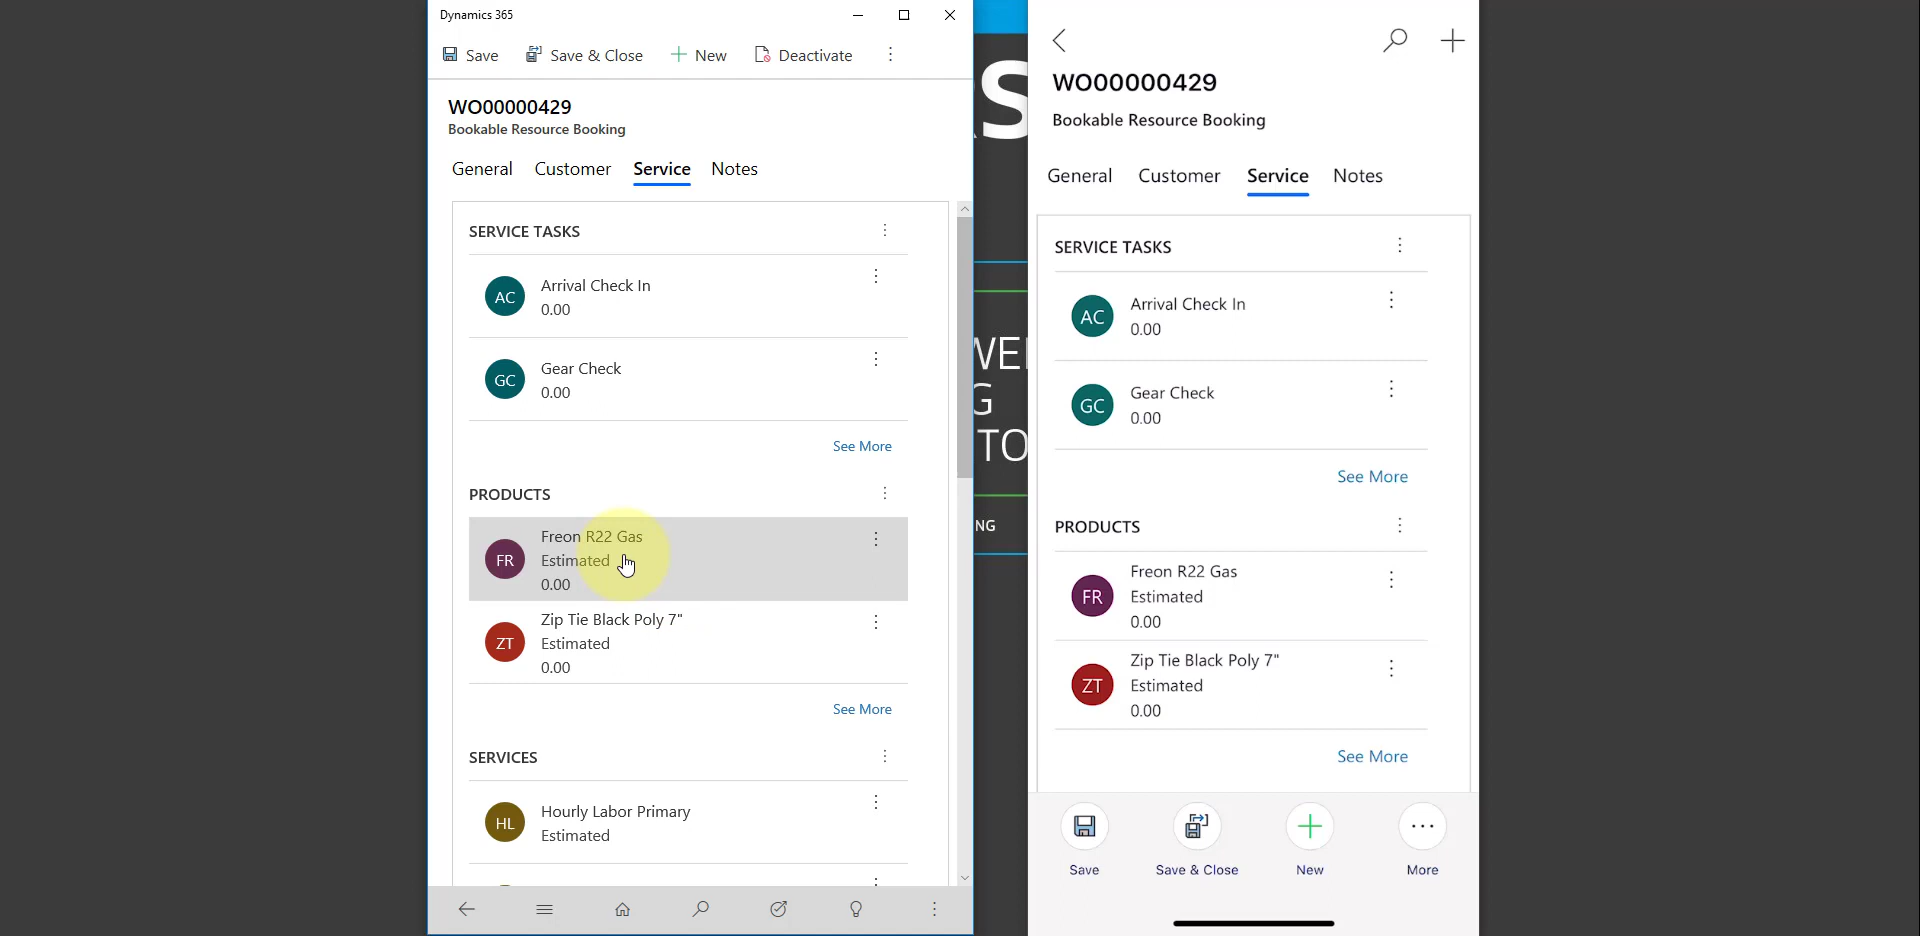 Dynamics 365
Save
Save & Close
New
Deactivate
WO00000429
Bookable Resource Booking
General
Customer
Service
Notes
SERVICE TASKS
AC
Arrival Check In
0.00
GC
Gear Check
0.00
See More
PRODUCTS
FR
Freon R22 Gas
Estimated
0.00
ZT
Zip Tie Black Poly 7"
Estimated
0.00
See More
SERVICES
HL
Hourly Labor Primary
Estimated
RS
WE
G
TO
NG
WO00000429
Bookable Resource Booking
General
Customer
Service
Notes
SERVICE TASKS
AC
Arrival Check In
0.00
GC
Gear Check
0.00
See More
PRODUCTS
FR
Freon R22 Gas
Estimated
0.00
ZT
Zip Tie Black Poly 7"
Estimated
0.00
See More
Save
Save & Close
New
More